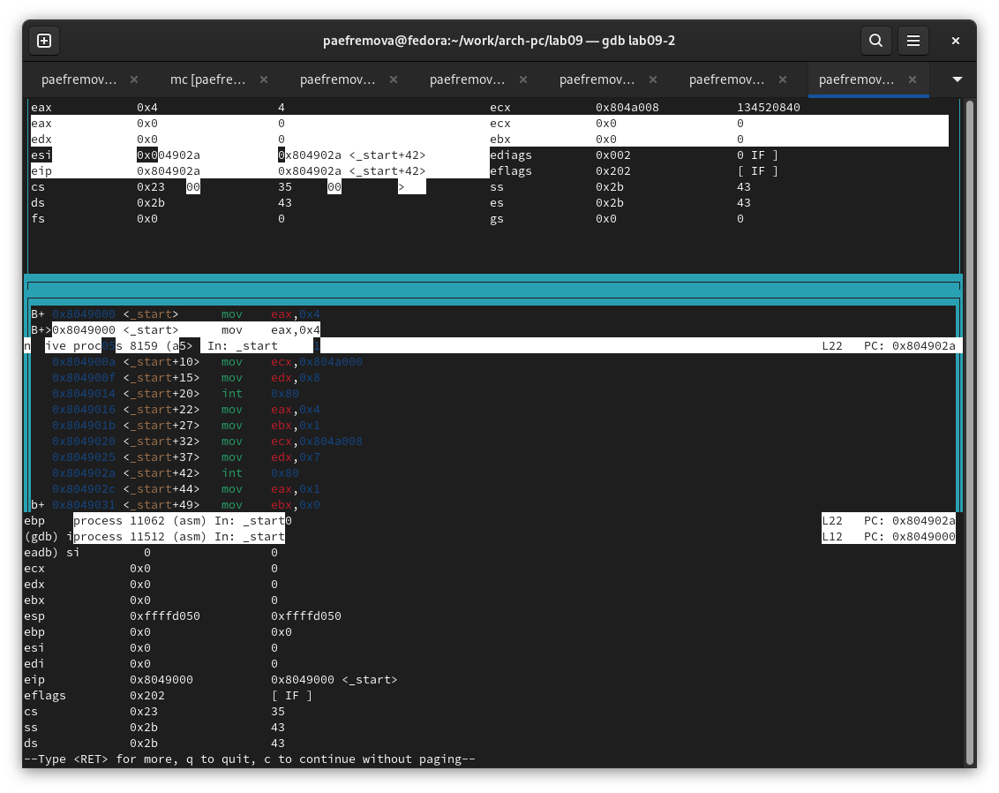 paefremova@fedora:~/work/arch-pc/lab09 — gdb lab09-2
paefremov… × mc [paefre… × paefremov… × paefremov… × paefremov… × paefremov… × paefremov… ×
eax 0x4 4 ecx 0x804a008 134520840
eax 0x0 0 ecx 0x0 0
edx 0x0 0 ebx 0x0 0
esi 0x004902a 0x804902a <_start+42> ediags 0x002 0 IF ]
eip 0x804902a 0x804902a <_start+42> eflags 0x202 [ IF ]
cs 0x23 00 35 00 > ss 0x2b 43
ds 0x2b 43 es 0x2b 43
fs 0x0 0 gs 0x0 0
B+ 0x8049000 <_start> mov eax,0x4
B+>0x8049000 <_start> mov eax,0x4
n ive proc05s 8159 (a5> In: _start 1 L22 PC: 0x804902a
0x804900a <_start+10> mov ecx,0x804a000
0x804900f <_start+15> mov edx,0x8
0x8049014 <_start+20> int 0x80
0x8049016 <_start+22> mov eax,0x4
0x804901b <_start+27> mov ebx,0x1
0x8049020 <_start+32> mov ecx,0x804a008
0x8049025 <_start+37> mov edx,0x7
0x804902a <_start+42> int 0x80
0x804902c <_start+44> mov eax,0x1
b+ 0x8049031 <_start+49> mov ebx,0x0
ebp process 11062 (asm) In: _start0 L22 PC: 0x804902a
(gdb) iprocess 11512 (asm) In: _start L12 PC: 0x8049000
eadb) si 0 0
ecx 0x0 0
edx 0x0 0
ebx 0x0 0
esp 0xffffd050 0xffffd050
ebp 0x0 0x0
esi 0x0 0
edi 0x0 0
eip 0x8049000 0x8049000 <_start>
eflags 0x202 [ IF ]
cs 0x23 35
ss 0x2b 43
ds 0x2b 43
--Type <RET> for more, q to quit, c to continue without paging--